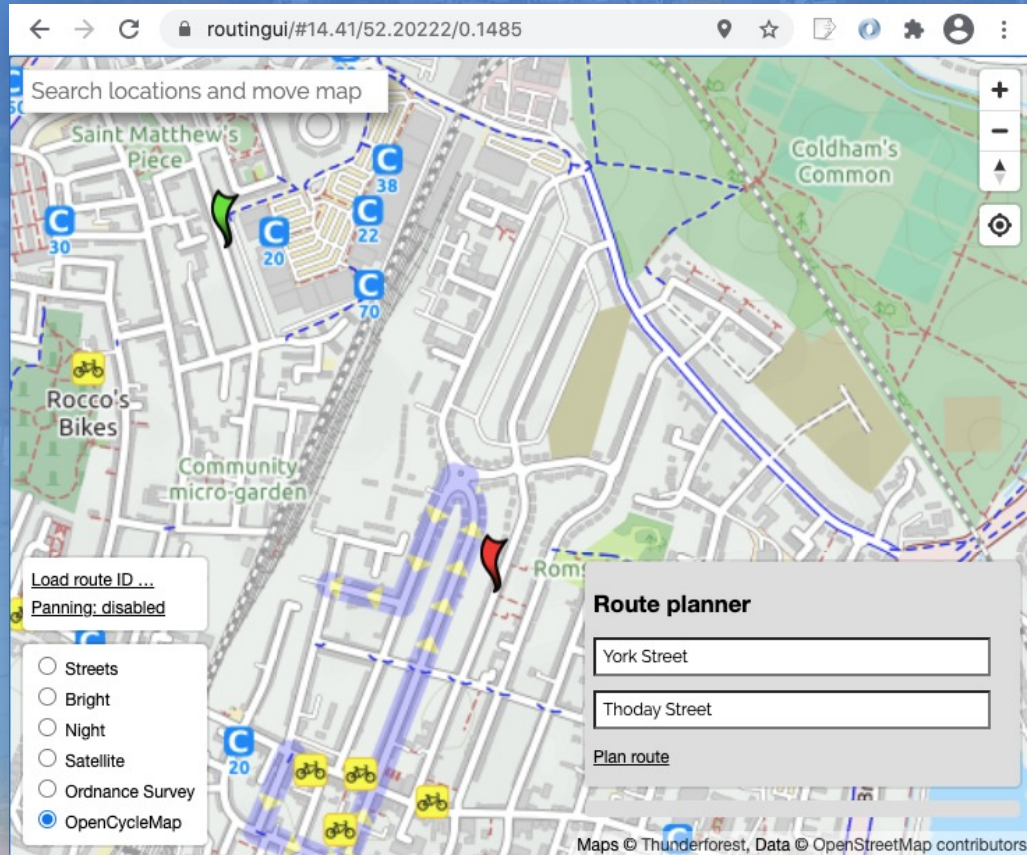 routingui/#14.41/52.20222/0.1485
Search locations and move map
Saint Matthew's
Piece
Coldham's
Common
C
38
C
30
C
20
C
22
C
70
Rocco's
Bikes
Community
micro-garden
Roms
Load route ID ...
Panning: disabled
Route planner
York Street
Thoday Street
Plan route
C
20
C
Streets
Bright
Night
Satellite
Ordnance Survey
OpenCycleMap
C
Maps © Thunderforest, Data © OpenStreetMap contributors